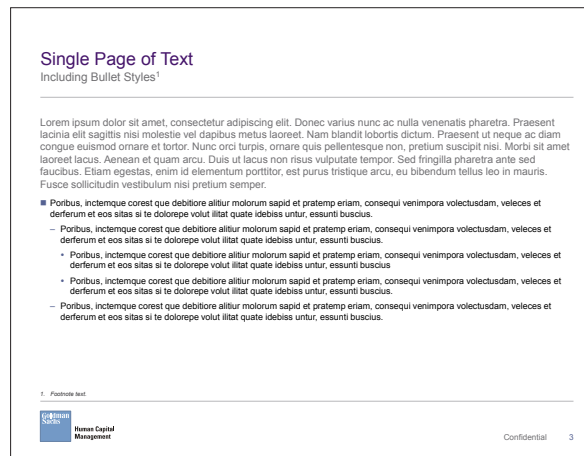 Single Page of Text
Including Bullet Styles1
Lorem ipsum dolor sit amet, consectetur adipiscing elit. Donec varius nunc ac nulla venenatis pharetra. Praesent
lacinia elit sagittis nisi molestie vel dapibus metus laoreet. Nam blandit lobortis dictum. Praesent ut neque ac diam
congue euismod ornare et tortor. Nunc orci turpis, ornare quis pellentesque non, pretium suscipit nisi. Morbi sit amet
laoreet lacus. Aenean et quam arcu. Duis ut lacus non risus vulputate tempor. Sed fringilla pharetra ante sed
faucibus. Etiam egestas, enim id elementum porttitor, est purus tristique arcu, eu bibendum tellus leo in mauris.
Fusce sollicitudin vestibulum nisi pretium semper.
■ Poribus, inctemque corest que debitiore alitiur molorum sapid et pratemp eriam, consequi venimpora volectusdam, veleces et
derferum et eos sitas si te dolorepe volut ilitat quate idebiss untur, essunti buscius.
– Poribus, inctemque corest que debitiore alitiur molorum sapid et pratemp eriam, consequi venimpora volectusdam, veleces et
derferum et eos sitas si te dolorepe volut ilitat quate idebiss untur, essunti buscius.
• Poribus, inctemque corest que debitiore alitiur molorum sapid et pratemp eriam, consequi venimpora volectusdam, veleces et
derferum et eos sitas si te dolorepe volut ilitat quate idebiss untur, essunti buscius
• Poribus, inctemque corest que debitiore alitiur molorum sapid et pratemp eriam, consequi venimpora volectusdam, veleces et
derferum et eos sitas si te dolorepe volut ilitat quate idebiss untur, essunti buscius.
– Poribus, inctemque corest que debitiore alitiur molorum sapid et pratemp eriam, consequi venimpora volectusdam, veleces et
derferum et eos sitas si te dolorepe volut ilitat quate idebiss untur, essunti buscius.
1. Footnote text.
Goldman
Sachs
Human Capital
Management
Confidential 3